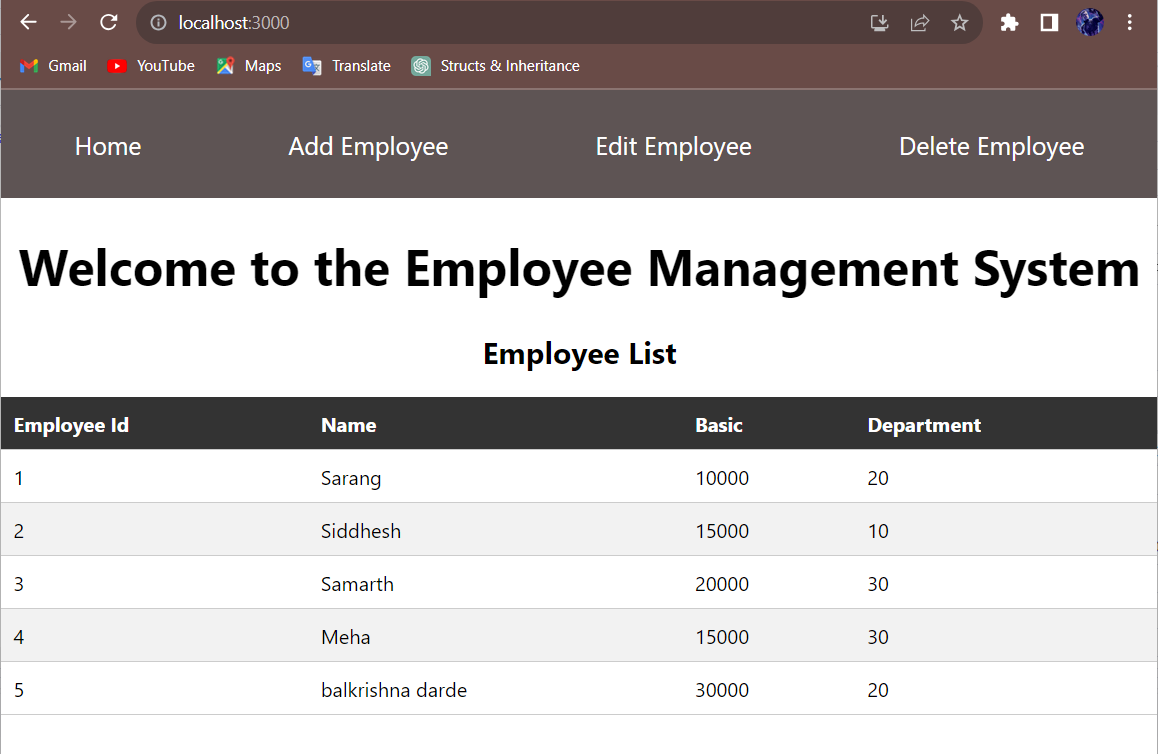 localhost:3000
Gmail YouTube Maps Translate Structs & Inheritance
Home Add Employee Edit Employee Delete Employee
Welcome to the Employee Management System
Employee List
Employee Id Name Basic Department
1 Sarang 10000 20
2 Siddhesh 15000 10
3 Samarth 20000 30
4 Meha 15000 30
5 balkrishna darde 30000 20